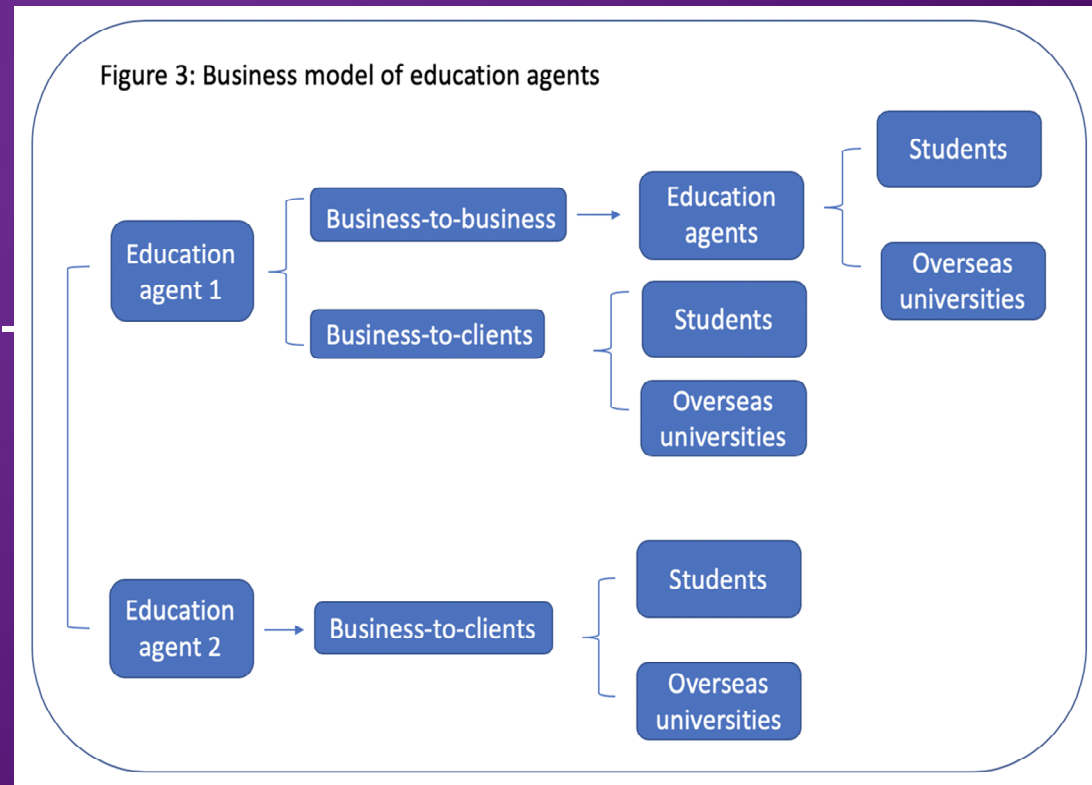 Figure 3: Business model of education agents
Students
Education
agents
Business-to-business
Education
agent 1
Overseas
universities
Students
Business-to-clients
Overseas
universities
Students
Education
agent 2
Business-to-clients
Overseas
universities